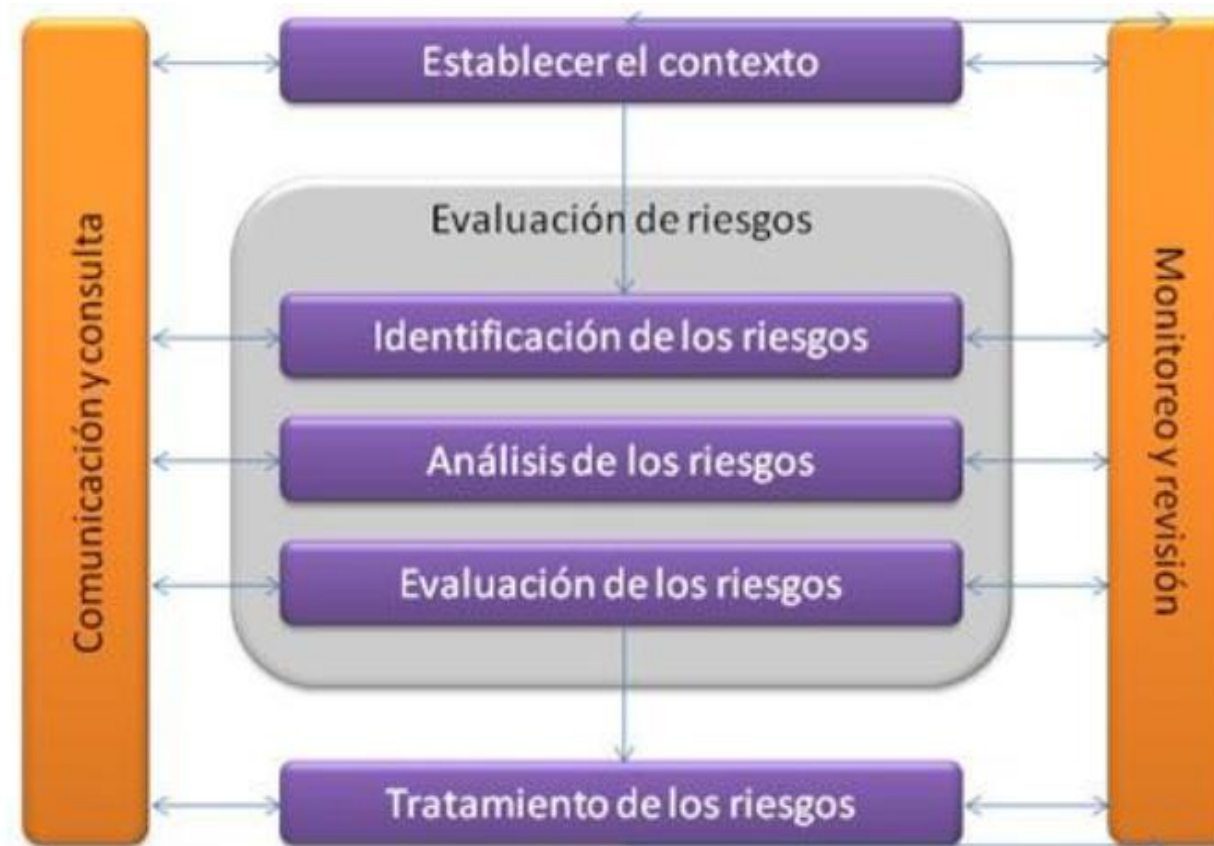 Establecer el contexto
Comunicación y consulta
Evaluación de riesgos
Identificación de los riesgos
Análisis de los riesgos
Evaluación de los riesgos
Tratamiento de los riesgos
Monitoreo y revisión